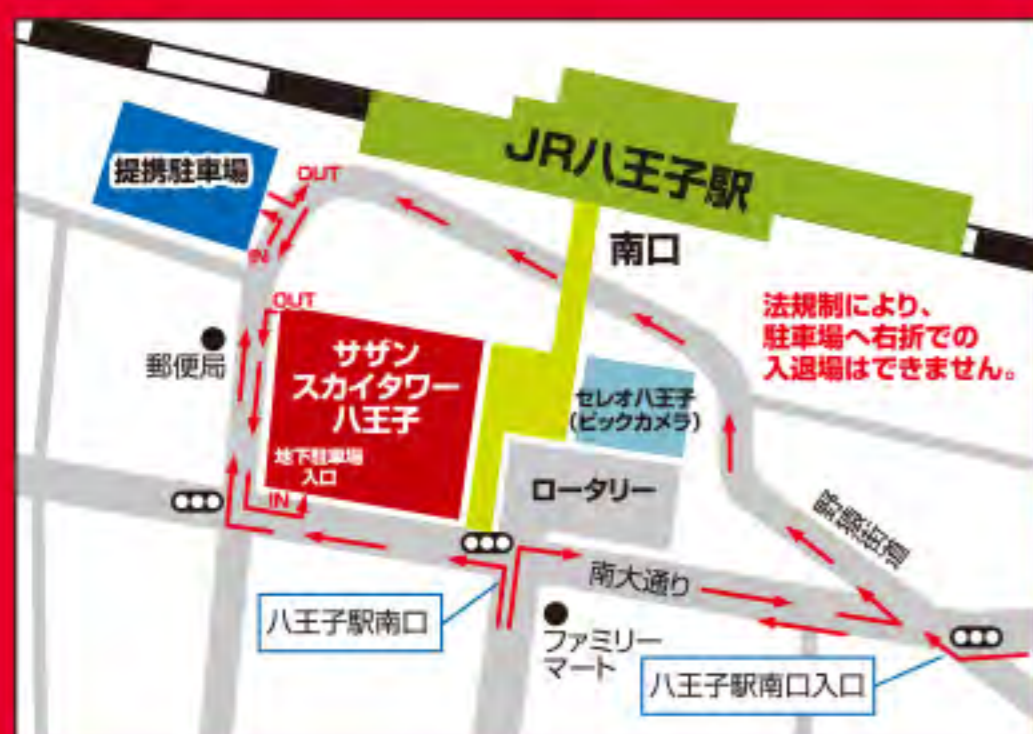 JR八王子駅
提携駐車場
OUT
IN
南口
OUT
法規制により、
駐車場へ右折での
入退場はできません。
郵便局
サザン
スカイタワー
八王子
地下駐車場
入口
IN
セレオ八王子
(ビックカメラ)
ロータリー
野猿街道
南大通り
八王子駅南口
ファミリー
マート
八王子駅南口入口